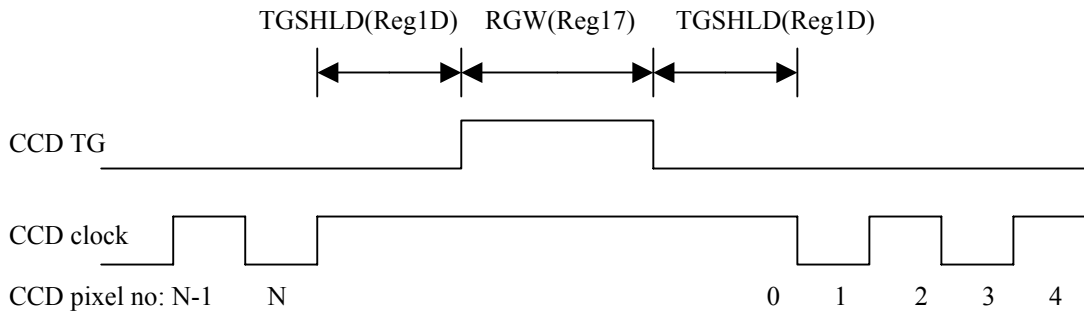 TGSHLD(Reg1D) RGW(Reg17) TGSHLD(Reg1D)
CCD TG
CCD clock
CCD pixel no: N-1 N 0 1 2 3 4